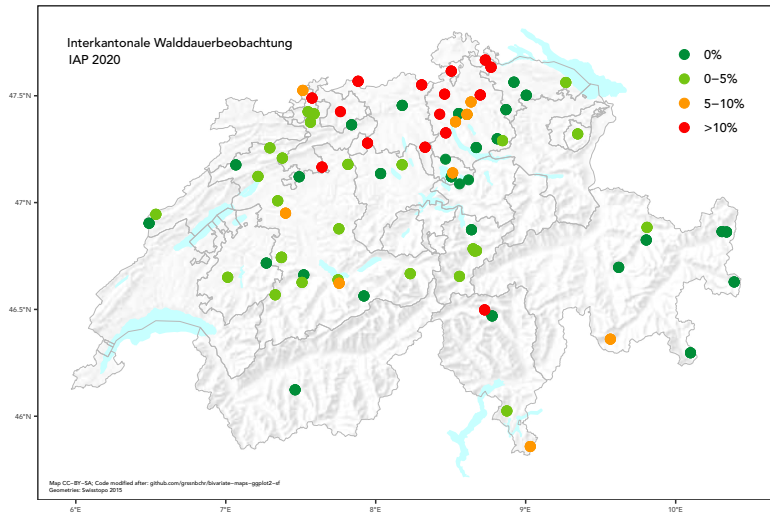 Interkantonale Walddauerbeobachtung
IAP 2020
0%
0–5%
5–10%
>10%
47.5°N
47°N
46.5°N
46°N
Map CC−BY−SA; Code modified after: github.com/grssnbchr/bivariate−maps−ggplot2−sf
Geometries: Swisstopo 2015
6°E
7°E
8°E
9°E
10°E